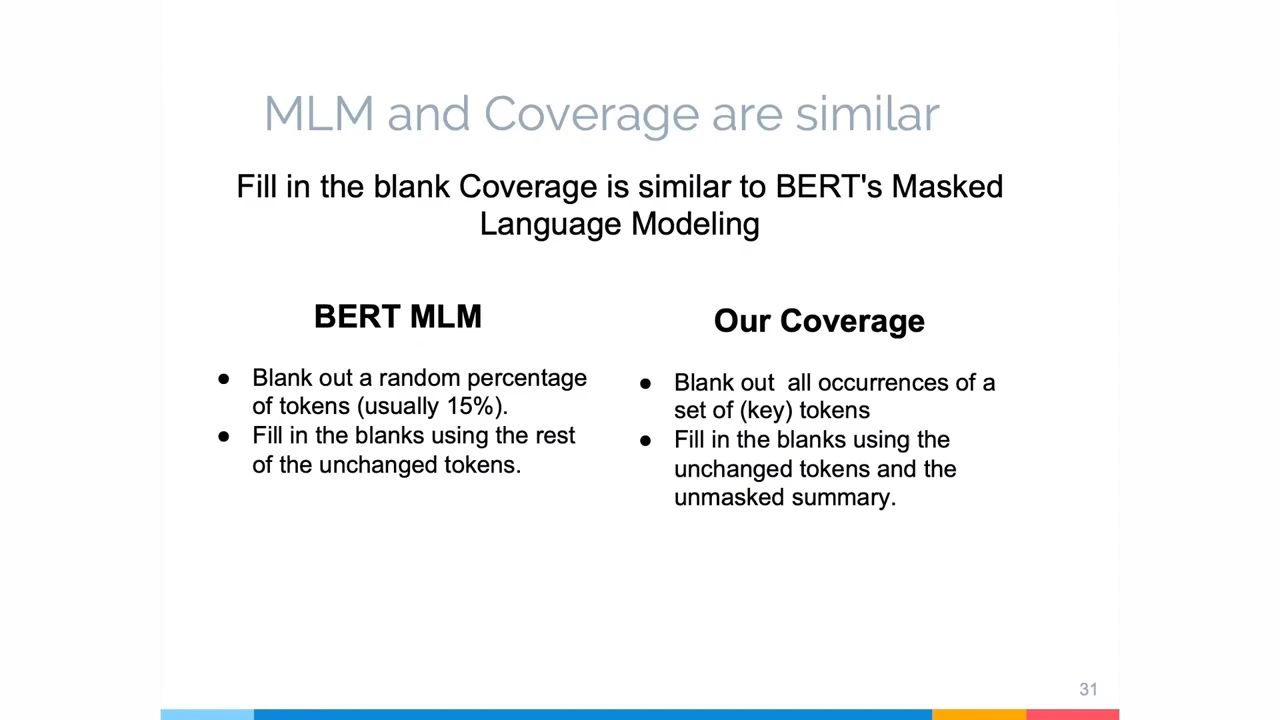 MLM and Coverage are similar
Fill in the blank Coverage is similar to BERT's Masked
Language Modeling
BERT MLM
● Blank out a random percentage
of tokens (usually 15%).
● Fill in the blanks using the rest
of the unchanged tokens.
Our Coverage
● Blank out  all occurrences of a
set of (key) tokens
● Fill in the blanks using the
unchanged tokens and the
unmasked summary.
31